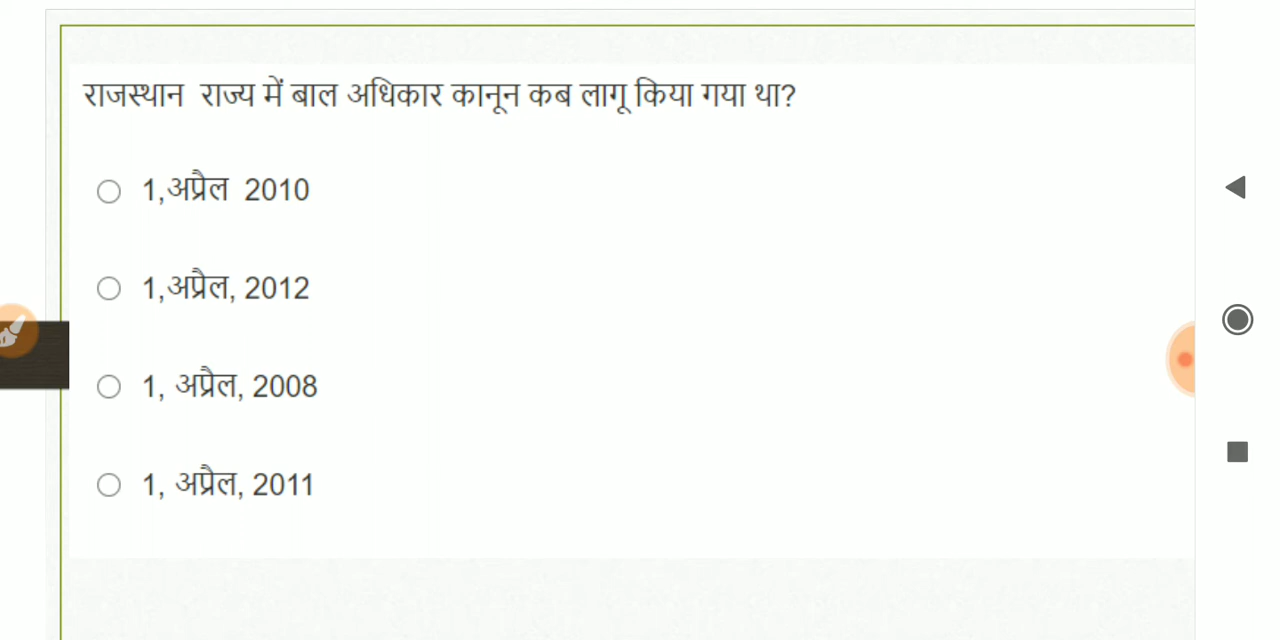 राजस्थान  राज्य में बाल अधिकार कानून कब लागू किया गया था?
1,अप्रैल  2010
1,अप्रैल, 2012
1, अप्रैल, 2008
1, अप्रैल, 2011